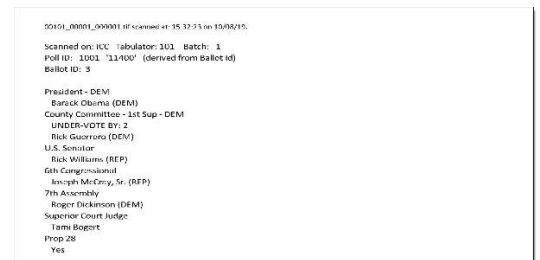 00101_00001_000001.tif scanned at: 15:32:23 on 10/08/19.
Scanned on: ICC Tabulator: 101 Batch: 1
Poll ID: 1001 '11400' (derived from Ballot Id)
Ballot ID: 3
President - DEM
Barack Obama (DEM)
County Committee - 1st Sup - DEM
UNDER-VOTE BY: 2
Rick Guerrero (DEM)
U.S. Senator
Rick Williams (REP)
6th Congressional
Joseph McCray, Sr. (REP)
7th Assembly
Roger Dickinson (DEM)
Superior Court Judge
Tami Bogert
Prop 28
Yes